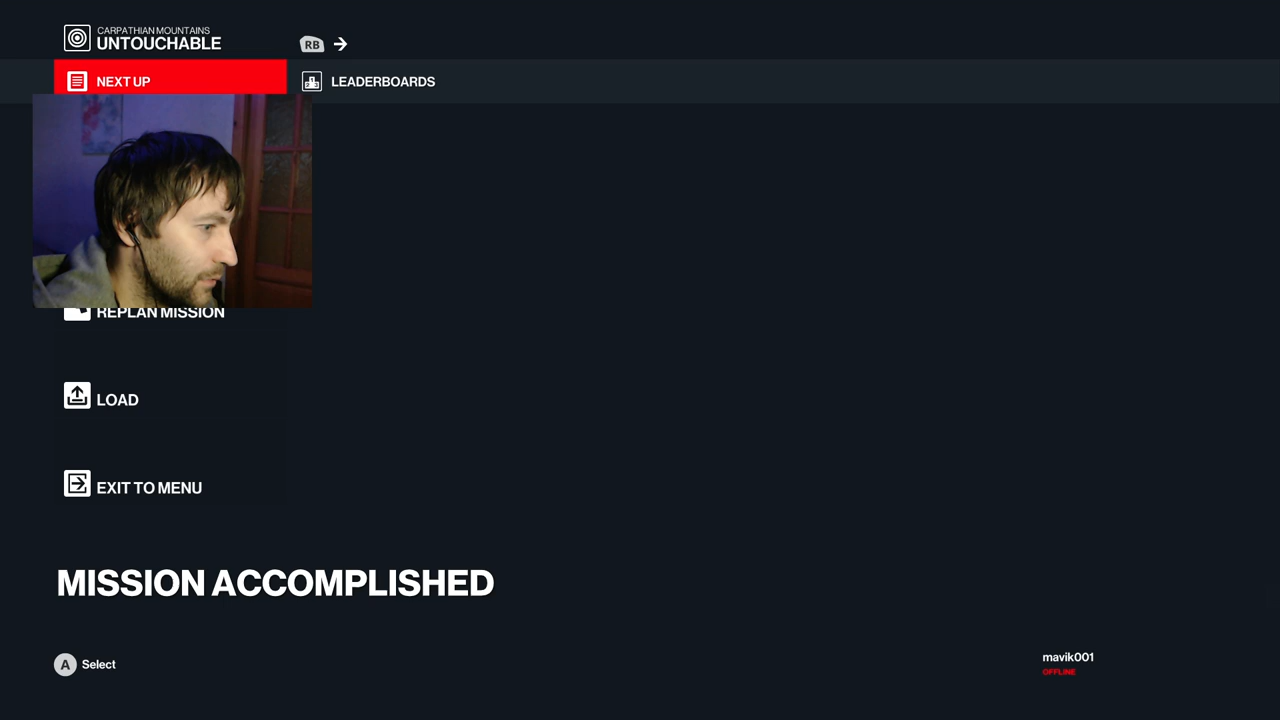 CARPATHIAN MOUNTAINS
UNTOUCHABLE
RB
NEXT UP
LEADERBOARDS
REPLAN MISSION
LOAD
EXIT TO MENU
MISSION ACCOMPLISHED
A Select
mavik001
OFFLINE